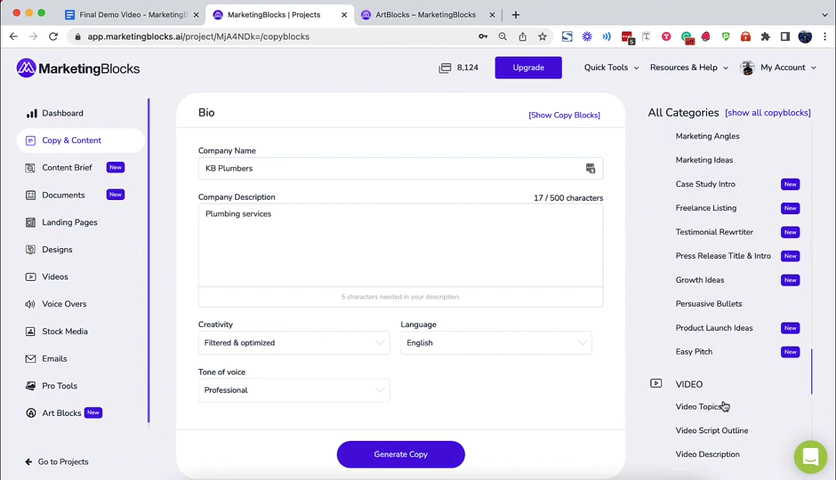 Final Demo Video - MarketingB
MarketingBlocks | Projects
ArtBlocks – MarketingBlocks
app.marketingblocks.ai/project/MjA4NDk=/copyblocks
MarketingBlocks
8,124
Upgrade
Quick Tools
Resources & Help
My Account
Dashboard
Copy & Content
Content Brief
New
Documents
New
Landing Pages
Designs
Videos
Voice Overs
Stock Media
Emails
Pro Tools
Art Blocks
New
Go to Projects
Bio
[Show Copy Blocks]
Company Name
KB Plumbers
Company Description
17 / 500 characters
Plumbing services
5 characters needed in your description.
Creativity
Language
Filtered & optimized
English
Tone of voice
Professional
Generate Copy
All Categories
[show all copyblocks]
Marketing Angles
Marketing Ideas
Case Study Intro
New
Freelance Listing
New
Testimonial Rewrtiter
New
Press Release Title & Intro
New
Growth Ideas
New
Persuasive Bullets
Product Launch Ideas
New
Easy Pitch
New
VIDEO
Video Topics
Video Script Outline
Video Description